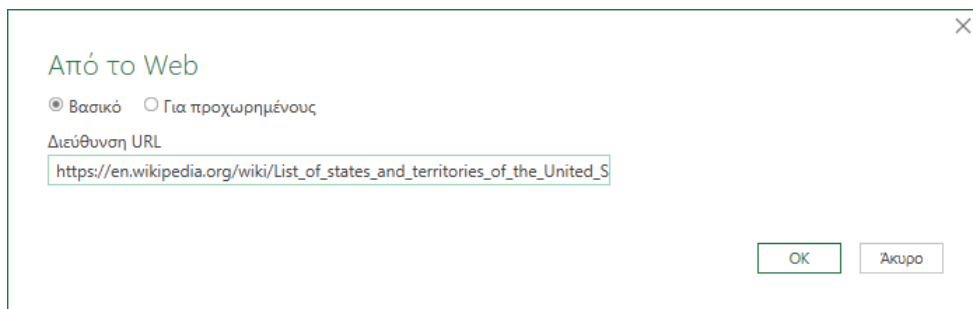 Από το Web
Βασικό Για προχωρημένους
Διεύθυνση URL
https://en.wikipedia.org/wiki/List_of_states_and_territories_of_the_United_S
OK Άκυρο